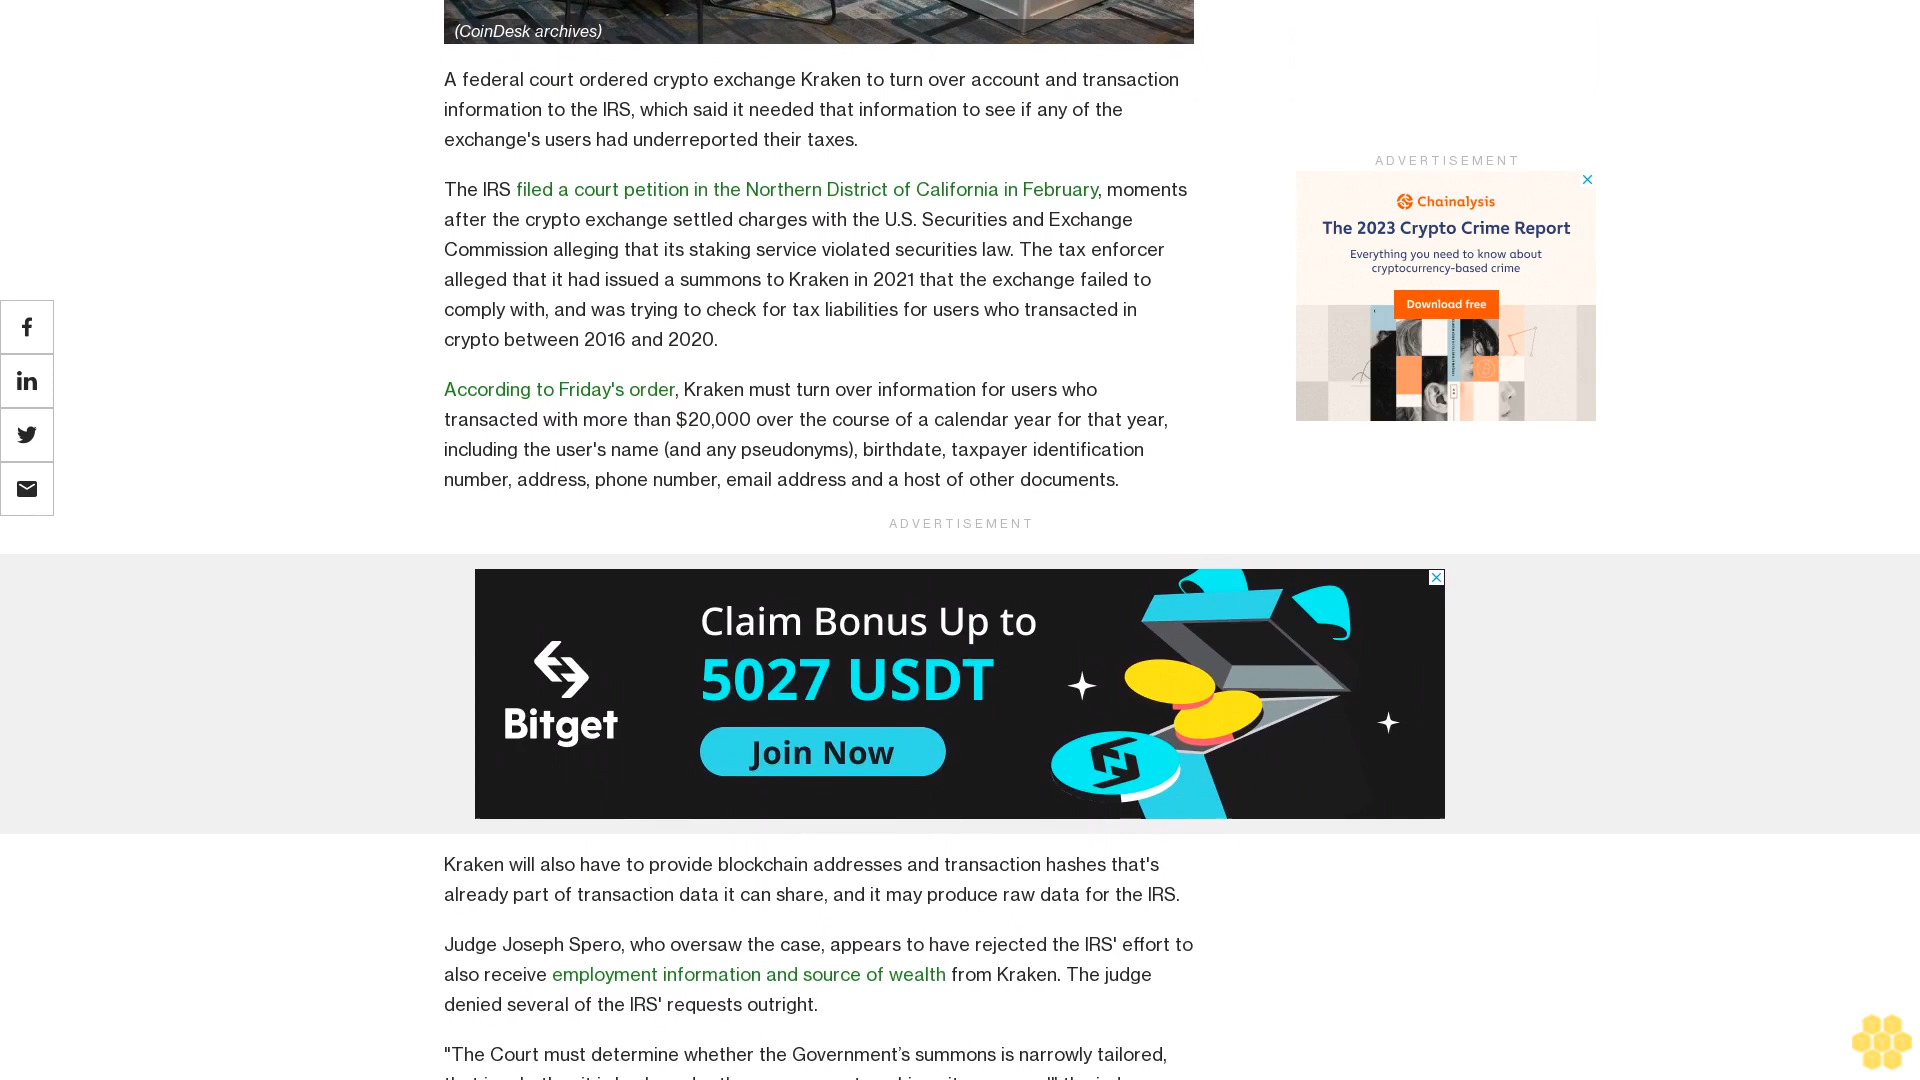 (CoinDesk archives)
A federal court ordered crypto exchange Kraken to turn over account and transaction
information to the IRS, which said it needed that information to see if any of the
exchange's users had underreported their taxes.
The IRS filed a court petition in the Northern District of California in February, moments
after the crypto exchange settled charges with the U.S. Securities and Exchange
Commission alleging that its staking service violated securities law. The tax enforcer
alleged that it had issued a summons to Kraken in 2021 that the exchange failed to
comply with, and was trying to check for tax liabilities for users who transacted in
crypto between 2016 and 2020.
According to Friday's order, Kraken must turn over information for users who
transacted with more than $20,000 over the course of a calendar year for that year,
including the user's name (and any pseudonyms), birthdate, taxpayer identification
number, address, phone number, email address and a host of other documents.
ADVERTISEMENT
Chainalysis
The 2023 Crypto Crime Report
Everything you need to know about
cryptocurrency-based crime
Download free
ADVERTISEMENT
Bitget
Claim Bonus Up to
5027 USDT
Join Now
Kraken will also have to provide blockchain addresses and transaction hashes that's
already part of transaction data it can share, and it may produce raw data for the IRS.
Judge Joseph Spero, who oversaw the case, appears to have rejected the IRS' effort to
also receive employment information and source of wealth from Kraken. The judge
denied several of the IRS' requests outright.
"The Court must determine whether the Government’s summons is narrowly tailored,